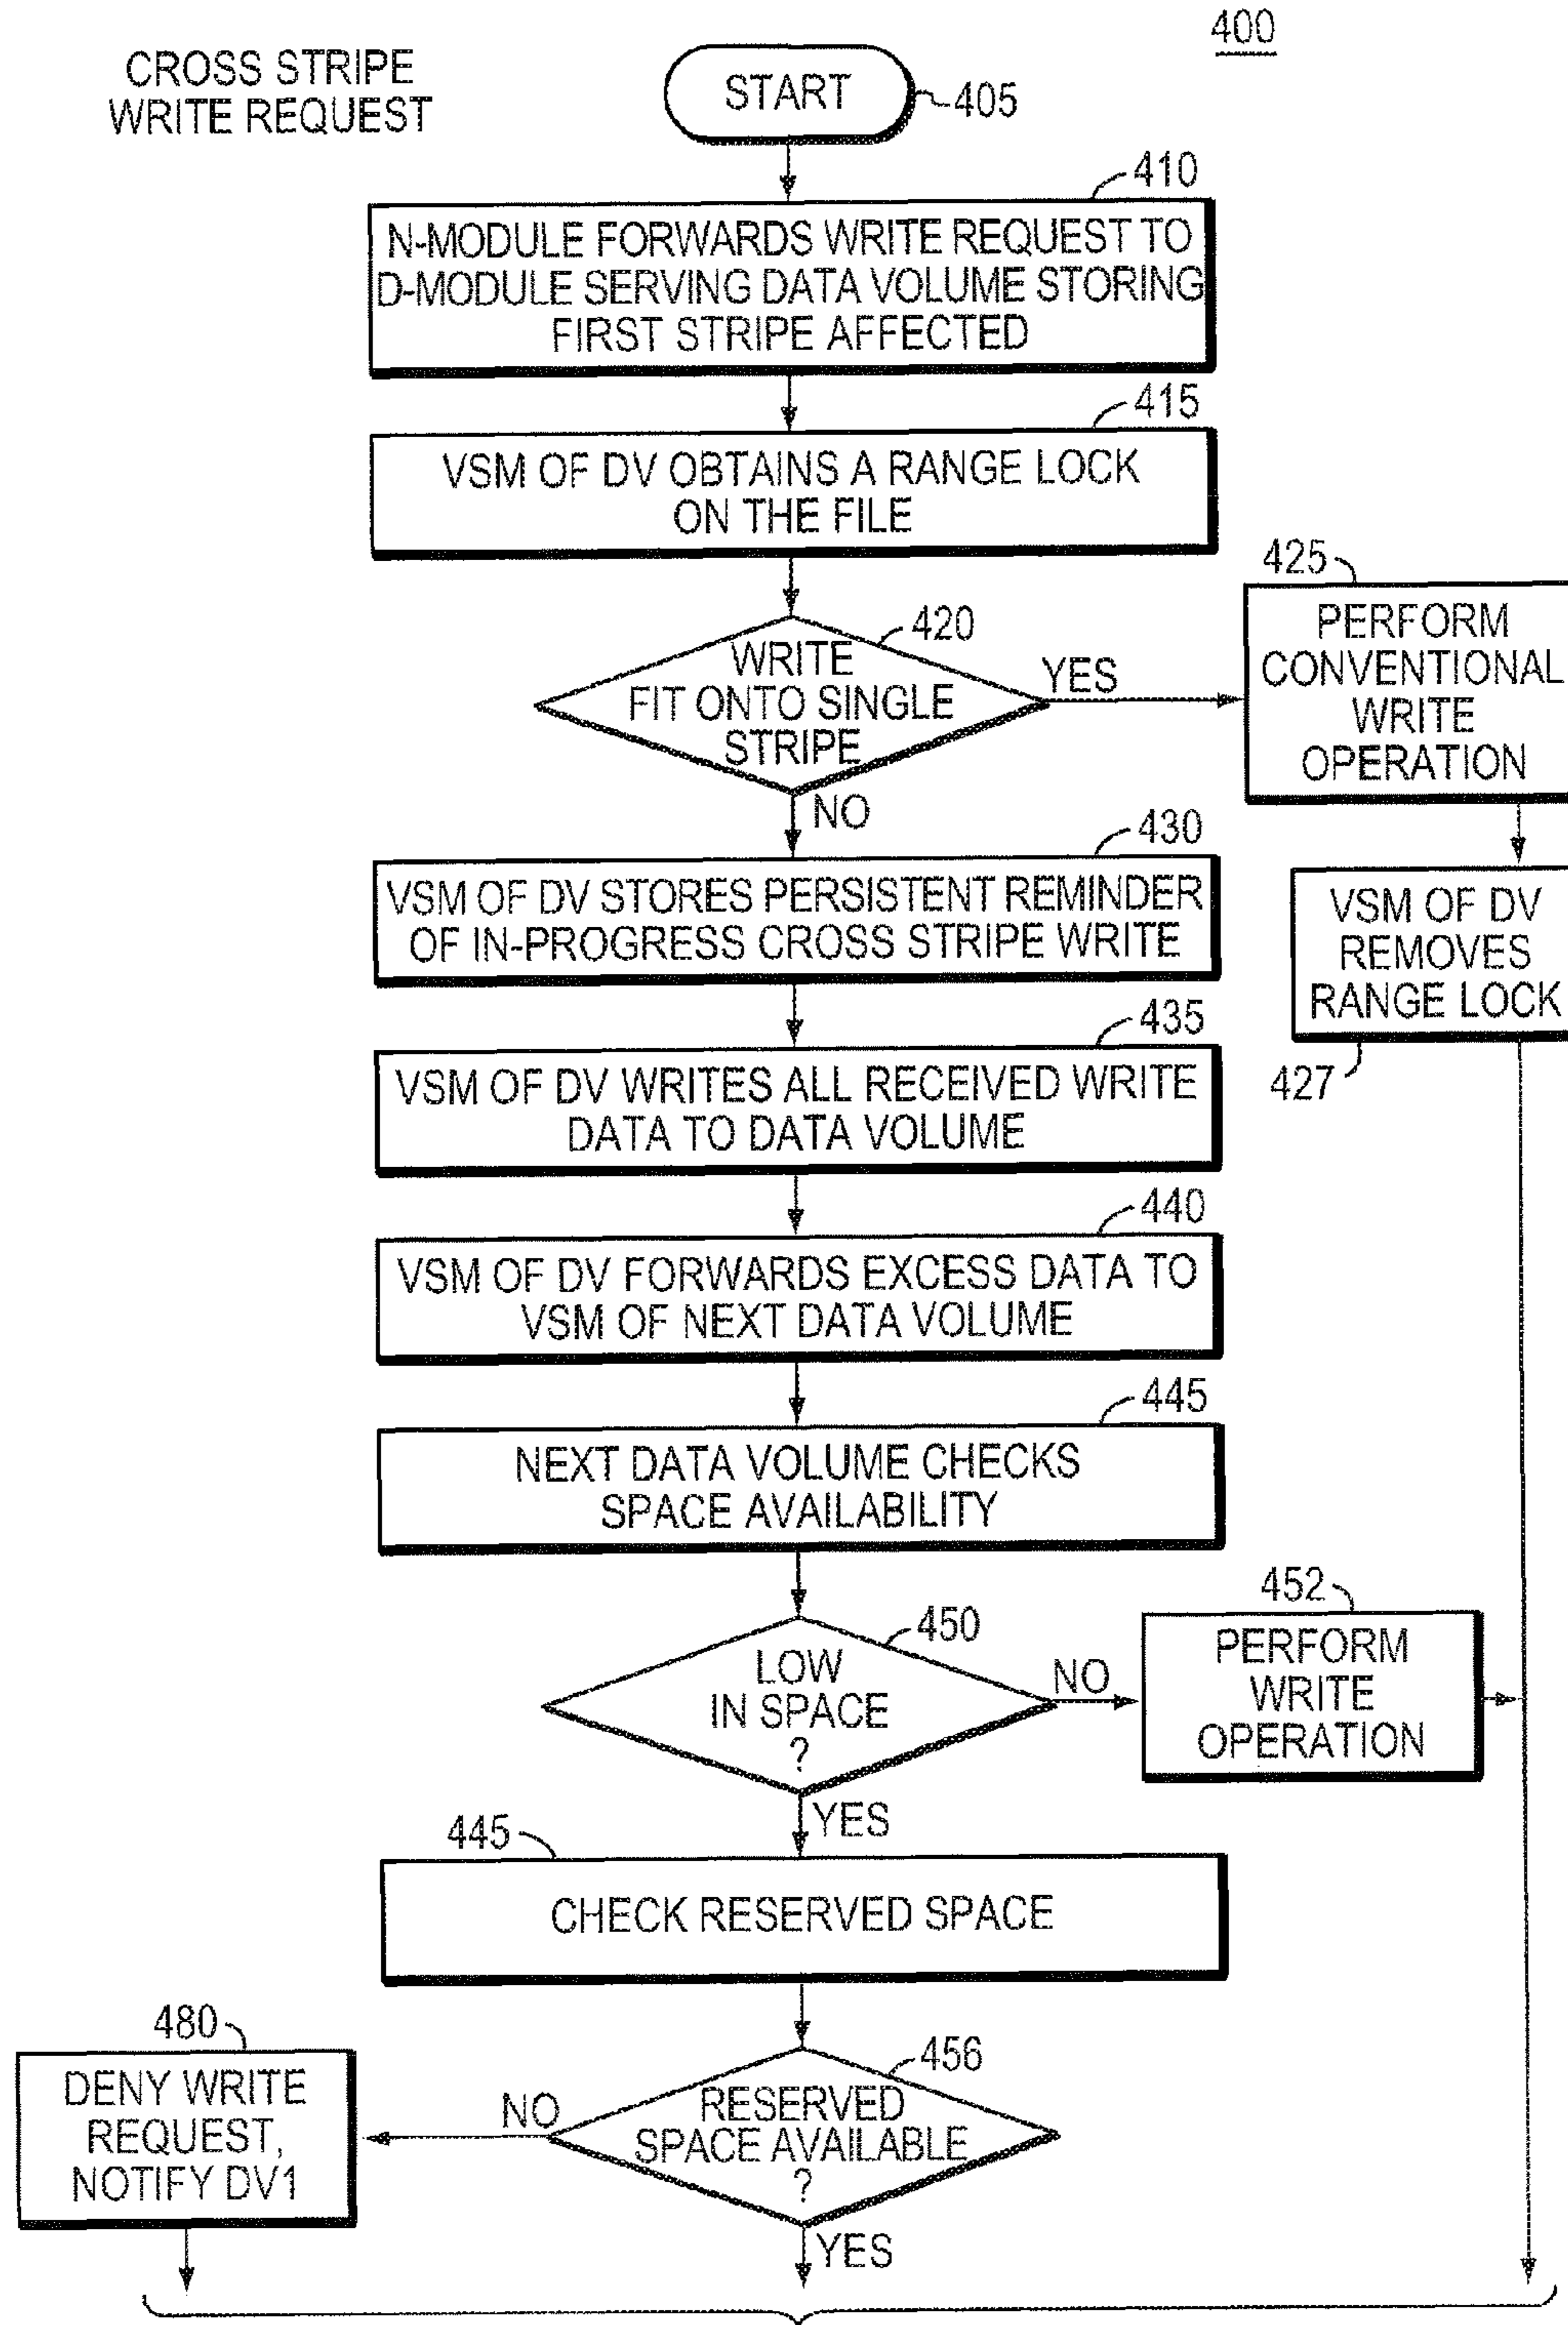 400
CROSS STRIPE
WRITE REQUEST
START
405
410
N-MODULE FORWARDS WRITE REQUEST TO
D-MODULE SERVING DATA VOLUME STORING
FIRST STRIPE AFFECTED
415
VSM OF DV OBTAINS A RANGE LOCK
ON THE FILE
420
WRITE
FIT ONTO SINGLE
STRIPE
YES
NO
425
PERFORM
CONVENTIONAL
WRITE
OPERATION
VSM OF DV
REMOVES
RANGE LOCK
427
430
VSM OF DV STORES PERSISTENT REMINDER
OF IN-PROGRESS CROSS STRIPE WRITE
435
VSM OF DV WRITES ALL RECEIVED WRITE
DATA TO DATA VOLUME
440
VSM OF DV FORWARDS EXCESS DATA TO
VSM OF NEXT DATA VOLUME
445
NEXT DATA VOLUME CHECKS
SPACE AVAILABILITY
450
LOW
IN SPACE
?
NO
YES
452
PERFORM
WRITE
OPERATION
445
CHECK RESERVED SPACE
456
RESERVED
SPACE AVAILABLE
?
NO
YES
480
DENY WRITE
REQUEST,
NOTIFY DV1